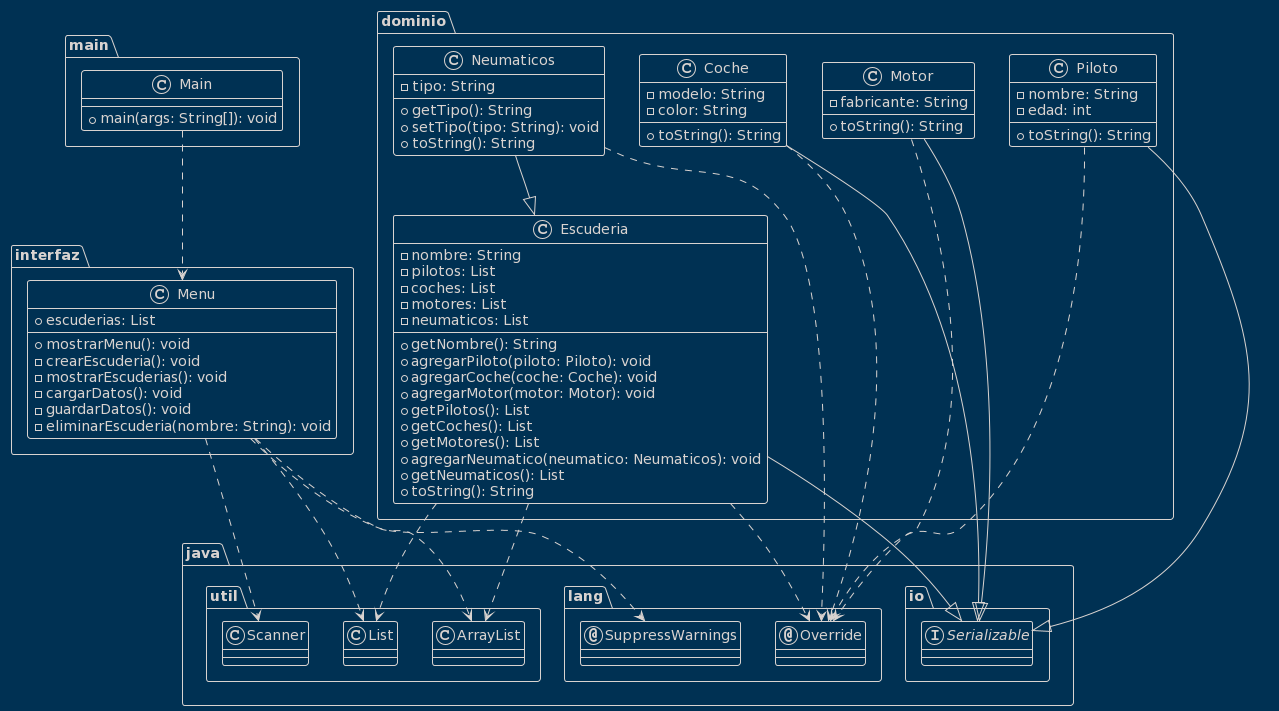 main
C Main
main(args: String[]): void
dominio
C Neumaticos
tipo: String
getTipo(): String
setTipo(tipo: String): void
toString(): String
C Coche
modelo: String
color: String
toString(): String
C Motor
fabricante: String
toString(): String
C Piloto
nombre: String
edad: int
toString(): String
C Escuderia
nombre: String
pilotos: List
coches: List
motores: List
neumaticos: List
getNombre(): String
agregarPiloto(piloto: Piloto): void
agregarCoche(coche: Coche): void
agregarMotor(motor: Motor): void
getPilotos(): List
getCoches(): List
getMotores(): List
agregarNeumatico(neumatico: Neumaticos): void
getNeumaticos(): List
toString(): String
interfaz
C Menu
escuderias: List
mostrarMenu(): void
crearEscuderia(): void
mostrarEscuderias(): void
cargarDatos(): void
guardarDatos(): void
eliminarEscuderia(nombre: String): void
java
util
C Scanner
C List
C ArrayList
lang
@ SuppressWarnings
@ Override
io
I Serializable